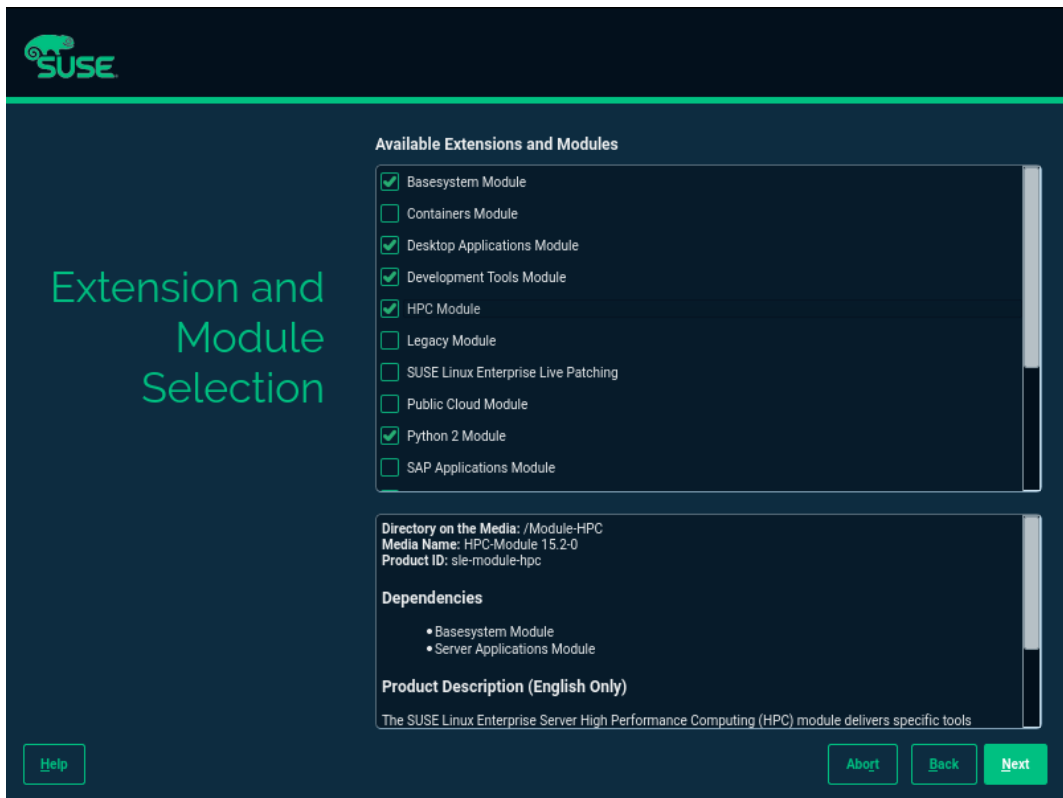 SUSE
Extension and
Module
Selection
Available Extensions and Modules
Basesystem Module
Containers Module
Desktop Applications Module
Development Tools Module
HPC Module
Legacy Module
SUSE Linux Enterprise Live Patching
Public Cloud Module
Python 2 Module
SAP Applications Module
Directory on the Media: /Module-HPC
Media Name: HPC-Module 15.2-0
Product ID: sle-module-hpc
Dependencies
• Basesystem Module
• Server Applications Module
Product Description (English Only)
The SUSE Linux Enterprise Server High Performance Computing (HPC) module delivers specific tools
Help
Abort
Back
Next